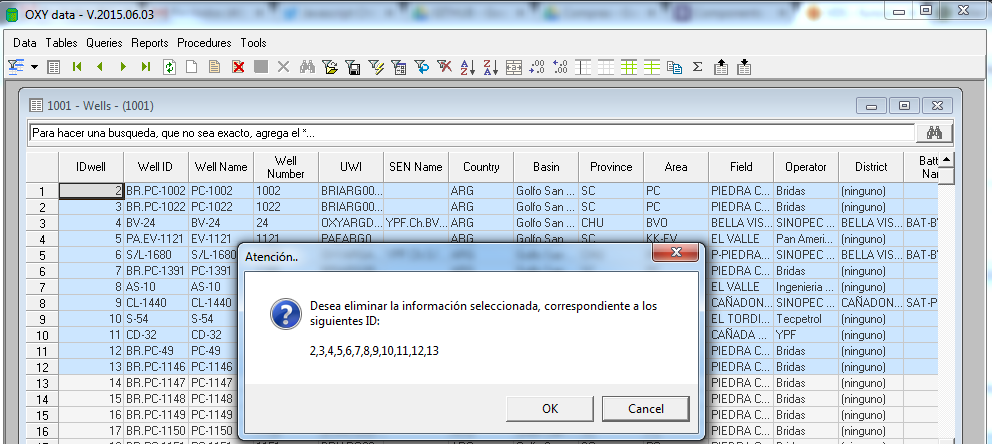 OXY data - V.2015.06.03
Data Tables Queries Reports Procedures Tools
1001 - Wells - (1001)
Para hacer una busqueda, que no sea exacto, agrega el *...
IDwell Well ID Well Name Well Number UWI SEN Name Country Basin Province Area Field Operator District
1 2 BR.PC-1002 PC-1002 1002 BRIARG00... ARG Golfo San ... SC PC PIEDRA C... Bridas (ninguno)
2 3 BR.PC-1022 PC-1022 1022 BRIARG00... ARG Golfo San ... SC PC PIEDRA C... Bridas (ninguno)
3 4 BV-24 BV-24 24 OXYARGD... YPF.Ch.BV... ARG Golfo San ... CHU BVO BELLA VIS... SINOPEC BELLA VIS... BAT-B
4 5 PA.EV-1121 EV-1121 1121 PAEARG0 ARG Golfo San ... SC KK-EV EL VALLE Pan Ameri... (ninguno)
5 6 S/L-1680 S/L-1680 P-PIEDRA... SINOPEC BELLA VIS... BAT-B
6 7 BR.PC-1391 PC-1391 PIEDRA C... Bridas (ninguno)
7 8 AS-10 AS-10 EL VALLE Ingenieria ... (ninguno)
8 9 CL-1440 CL-1440 CAÑADON... SINOPEC CAÑADON... SAT-P
9 10 S-54 S-54 EL TORDI... Tecpetrol (ninguno)
10 11 CD-32 CD-32 CAÑADA ... YPF (ninguno)
11 12 BR.PC-49 PC-49 PIEDRA C... Bridas (ninguno)
12 13 BR.PC-1146 PC-1146 PIEDRA C... Bridas (ninguno)
13 14 BR.PC-1147 PC-1147 PIEDRA C... Bridas (ninguno)
14 15 BR.PC-1148 PC-1148 PIEDRA C... Bridas (ninguno)
15 16 BR.PC-1149 PC-1149 PIEDRA C... Bridas (ninguno)
16 17 BR.PC-1150 PC-1150 PIEDRA C... Bridas (ninguno)
Atención..
Desea eliminar la información seleccionada, correspondiente a los
siguientes ID:
2,3,4,5,6,7,8,9,10,11,12,13
OK Cancel